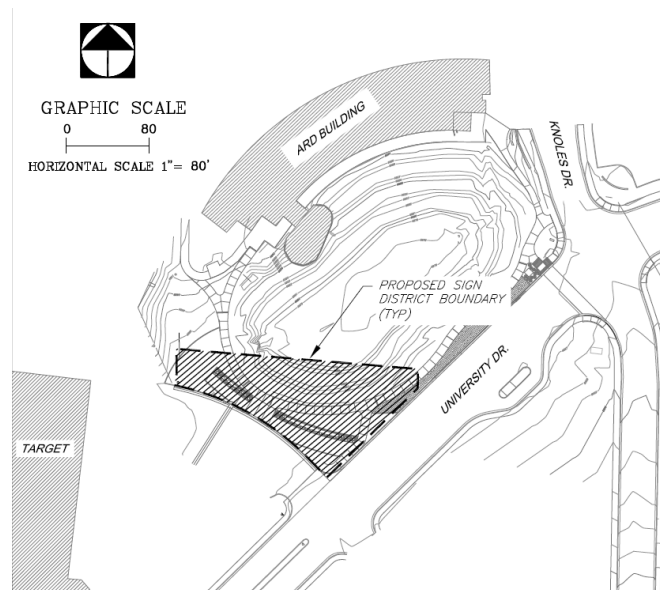 GRAPHIC SCALE
0 80
HORIZONTAL SCALE 1"= 80'
ARD BUILDING
KNOLES DR.
PROPOSED SIGN
DISTRICT BOUNDARY
(TYP)
UNIVERSITY DR.
TARGET